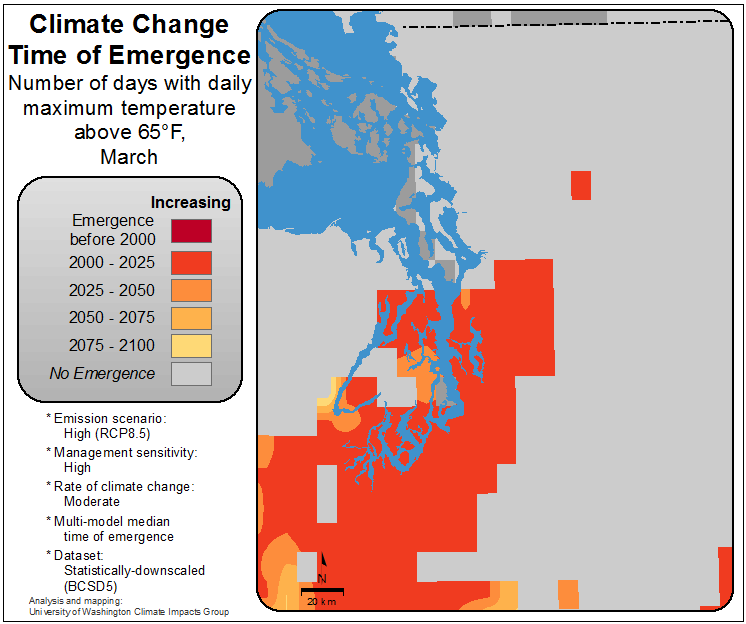 Climate Change
Time of Emergence
Number of days with daily
maximum temperature
above 65°F,
March
Increasing
Emergence
before 2000
2000 - 2025
2025 - 2050
2050 - 2075
2075 - 2100
No Emergence
* Emission scenario:
High (RCP8.5)
* Management sensitivity:
High
* Rate of climate change:
Moderate
* Multi-model median
time of emergence
* Dataset:
Statistically-downscaled
(BCSD5)
Analysis and mapping:
University of Washington Climate Impacts Group
N
20 km